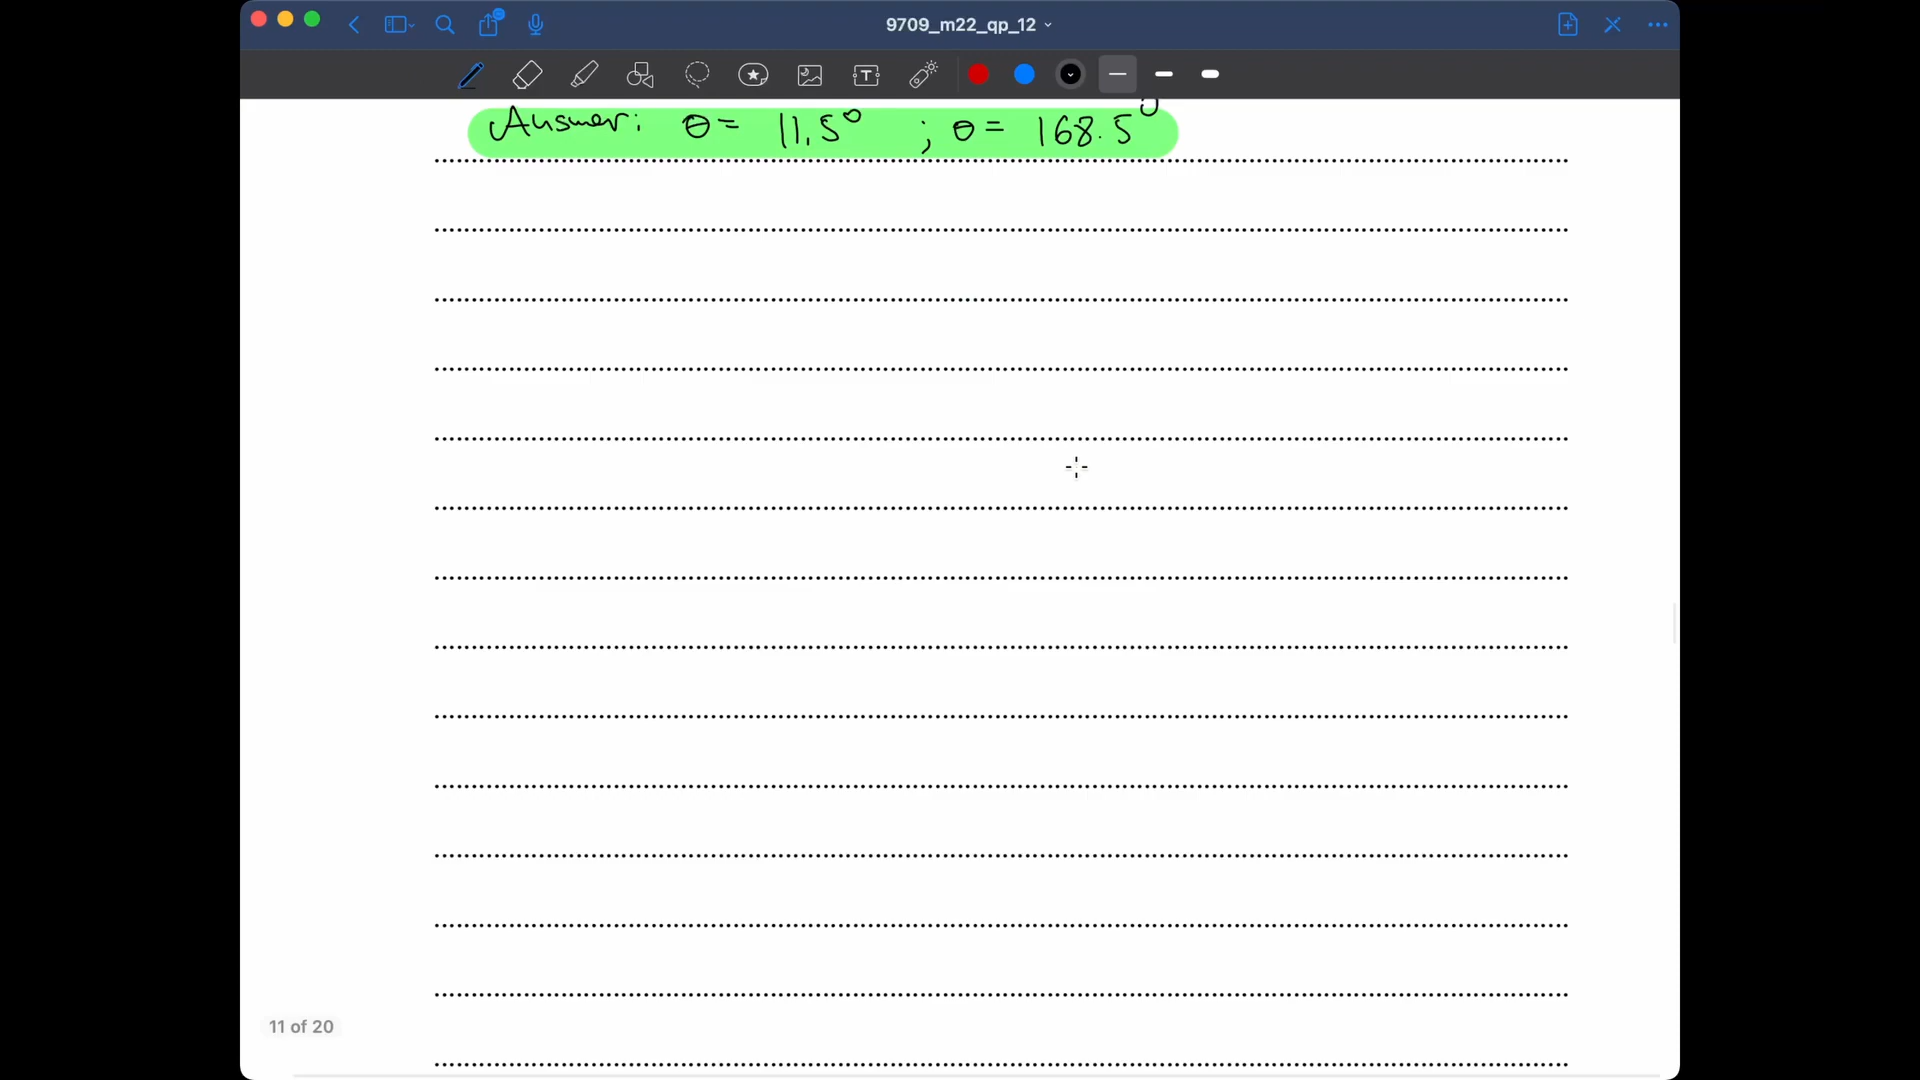 9709_m22_qp_12
Answer: θ = 11.5° ; θ = 168.5°
11 of 20